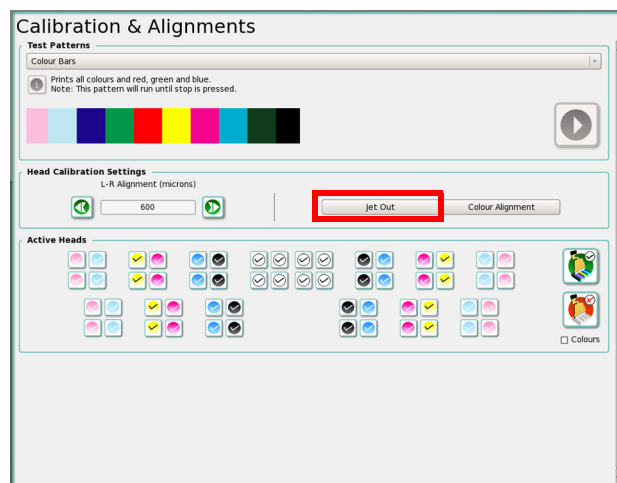 Calibration & Alignments
Test Patterns
Colour Bars
Prints all colours and red, green and blue.
Note: This pattern will run until stop is pressed.
Head Calibration Settings
L-R Alignment (microns)
600
Jet Out
Colour Alignment
Active Heads
Colours